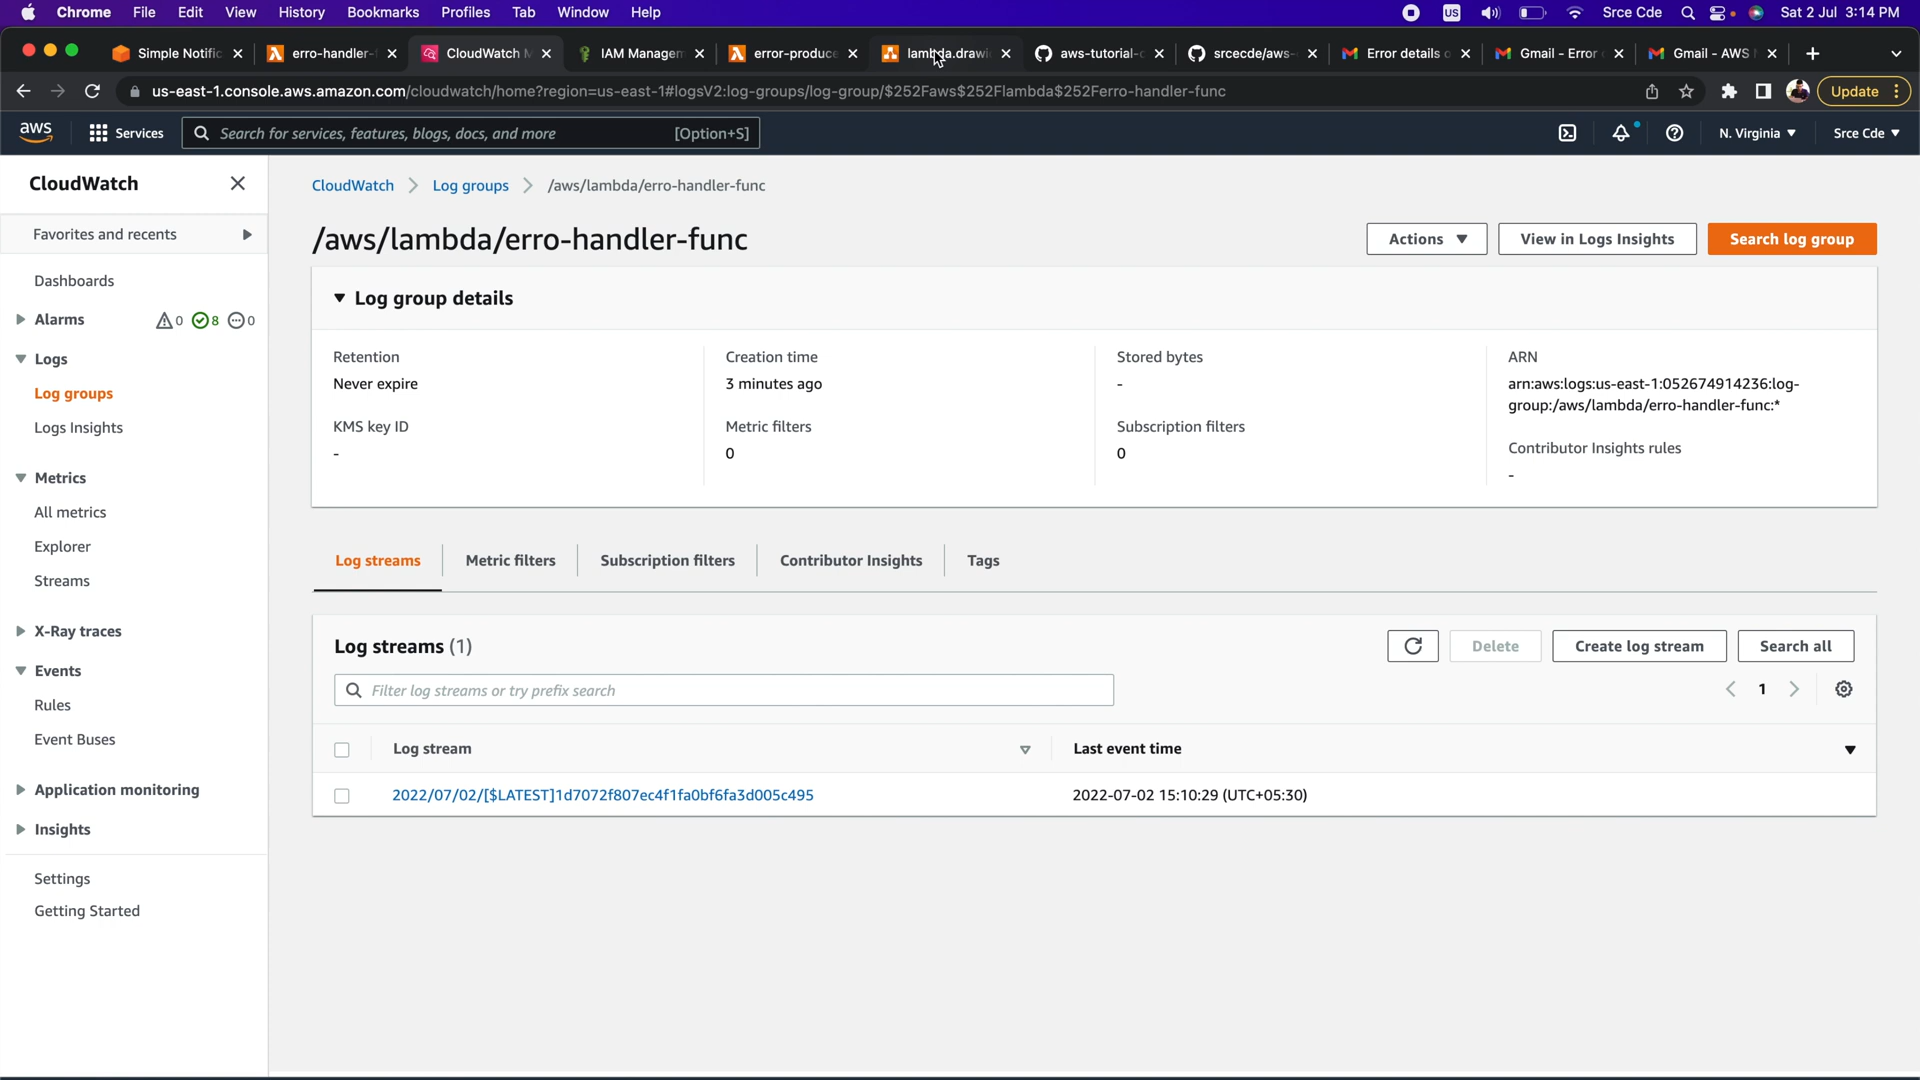 Chrome File Edit View History Bookmarks Profiles Tab Window Help US Srce Cde Sat 2 Jul 3:14 PM
Simple Notific erro-handler- CloudWatch M IAM Managem error-produce lambda.drawi aws-tutorial-c srcecde/aws- Error details o Gmail - Error Gmail - AWS
us-east-1.console.aws.amazon.com/cloudwatch/home?region=us-east-1#logsV2:log-groups/log-group/$252Faws$252Flambda$252Ferro-handler-func Update
aws Services Search for services, features, blogs, docs, and more [Option+S] N. Virginia Srce Cde
CloudWatch
Favorites and recents
Dashboards
Alarms 0 8 0
Logs
Log groups
Logs Insights
Metrics
All metrics
Explorer
Streams
X-Ray traces
Events
Rules
Event Buses
Application monitoring
Insights
Settings
Getting Started
CloudWatch Log groups /aws/lambda/erro-handler-func
/aws/lambda/erro-handler-func
Actions View in Logs Insights Search log group
Log group details
Retention
Never expire
KMS key ID
-
Creation time
3 minutes ago
Metric filters
0
Stored bytes
-
Subscription filters
0
ARN
arn:aws:logs:us-east-1:052674914236:log-
group:/aws/lambda/erro-handler-func:*
Contributor Insights rules
-
Log streams Metric filters Subscription filters Contributor Insights Tags
Log streams (1)
Delete Create log stream Search all
Filter log streams or try prefix search
1
Log stream Last event time
2022/07/02/[$LATEST]1d7072f807ec4f1fa0bf6fa3d005c495 2022-07-02 15:10:29 (UTC+05:30)